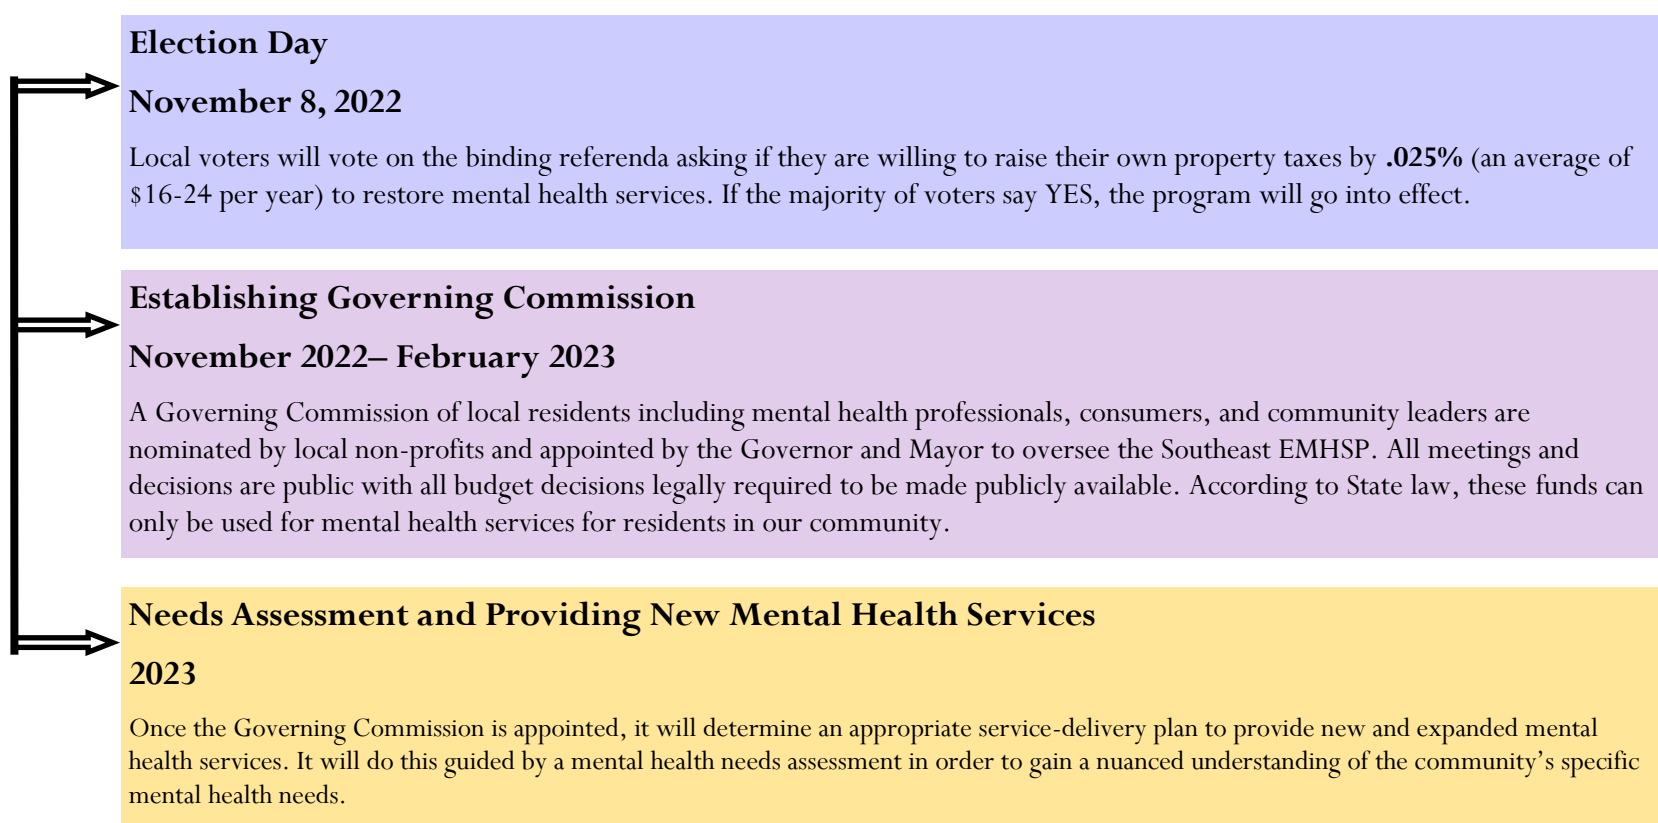 Election Day
November 8, 2022
Local voters will vote on the binding referenda asking if they are willing to raise their own property taxes by .025% (an average of
$16-24 per year) to restore mental health services. If the majority of voters say YES, the program will go into effect.
Establishing Governing Commission
November 2022– February 2023
A Governing Commission of local residents including mental health professionals, consumers, and community leaders are
nominated by local non-profits and appointed by the Governor and Mayor to oversee the Southeast EMHSP. All meetings and
decisions are public with all budget decisions legally required to be made publicly available. According to State law, these funds can
only be used for mental health services for residents in our community.
Needs Assessment and Providing New Mental Health Services
2023
Once the Governing Commission is appointed, it will determine an appropriate service-delivery plan to provide new and expanded mental
health services. It will do this guided by a mental health needs assessment in order to gain a nuanced understanding of the community’s specific
mental health needs.